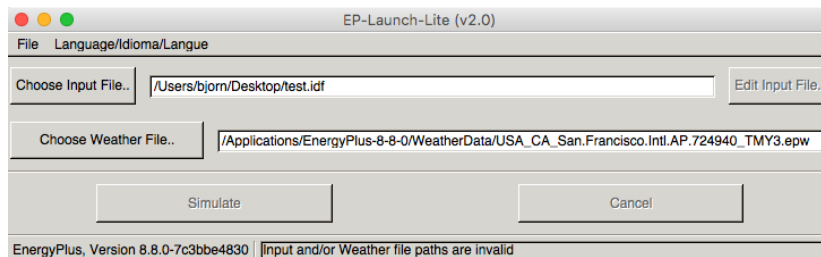 EP-Launch-Lite (v2.0)
File Language/Idioma/Langue
Choose Input File.. /Users/bjorn/Desktop/test.idf Edit Input File.
Choose Weather File.. /Applications/EnergyPlus-8-8-0/WeatherData/USA_CA_San.Francisco.Intl.AP.724940_TMY3.epw
Simulate Cancel
EnergyPlus, Version 8.8.0-7c3bbe4830 Input and/or Weather file paths are invalid